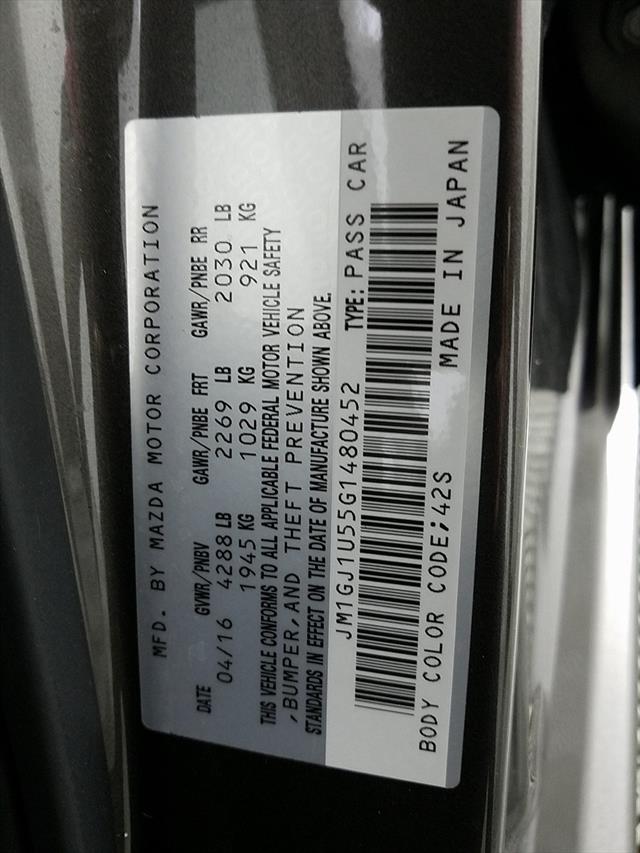 MFD. BY MAZDA MOTOR CORPORATION
DATE GVWR/PNBV GAWR/PNBE FRT GAWR/PNBE RR
04/16 4288 LB 2269 LB 2030 LB
1945 KG 1029 KG 921 KG
THIS VEHICLE CONFORMS TO ALL APPLICABLE FEDERAL MOTOR VEHICLE SAFETY
,BUMPER,AND THEFT PREVENTION
STANDARDS IN EFFECT ON THE DATE OF MANUFACTURE SHOWN ABOVE.
JM1GJ1U55G1480452 TYPE: PASS CAR
BODY COLOR CODE;42S MADE IN JAPAN